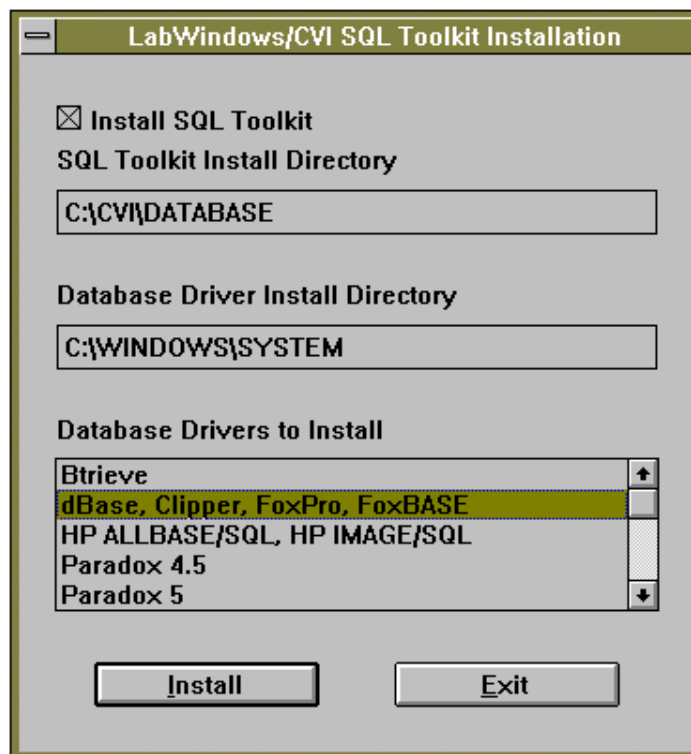 LabWindows/CVI SQL Toolkit Installation
Install SQL Toolkit
SQL Toolkit Install Directory
C:\CVI\DATABASE
Database Driver Install Directory
C:\WINDOWS\SYSTEM
Database Drivers to Install
Btrieve
dBase, Clipper, FoxPro, FoxBASE
HP ALLBASE/SQL, HP IMAGE/SQL
Paradox 4.5
Paradox 5
Install
Exit